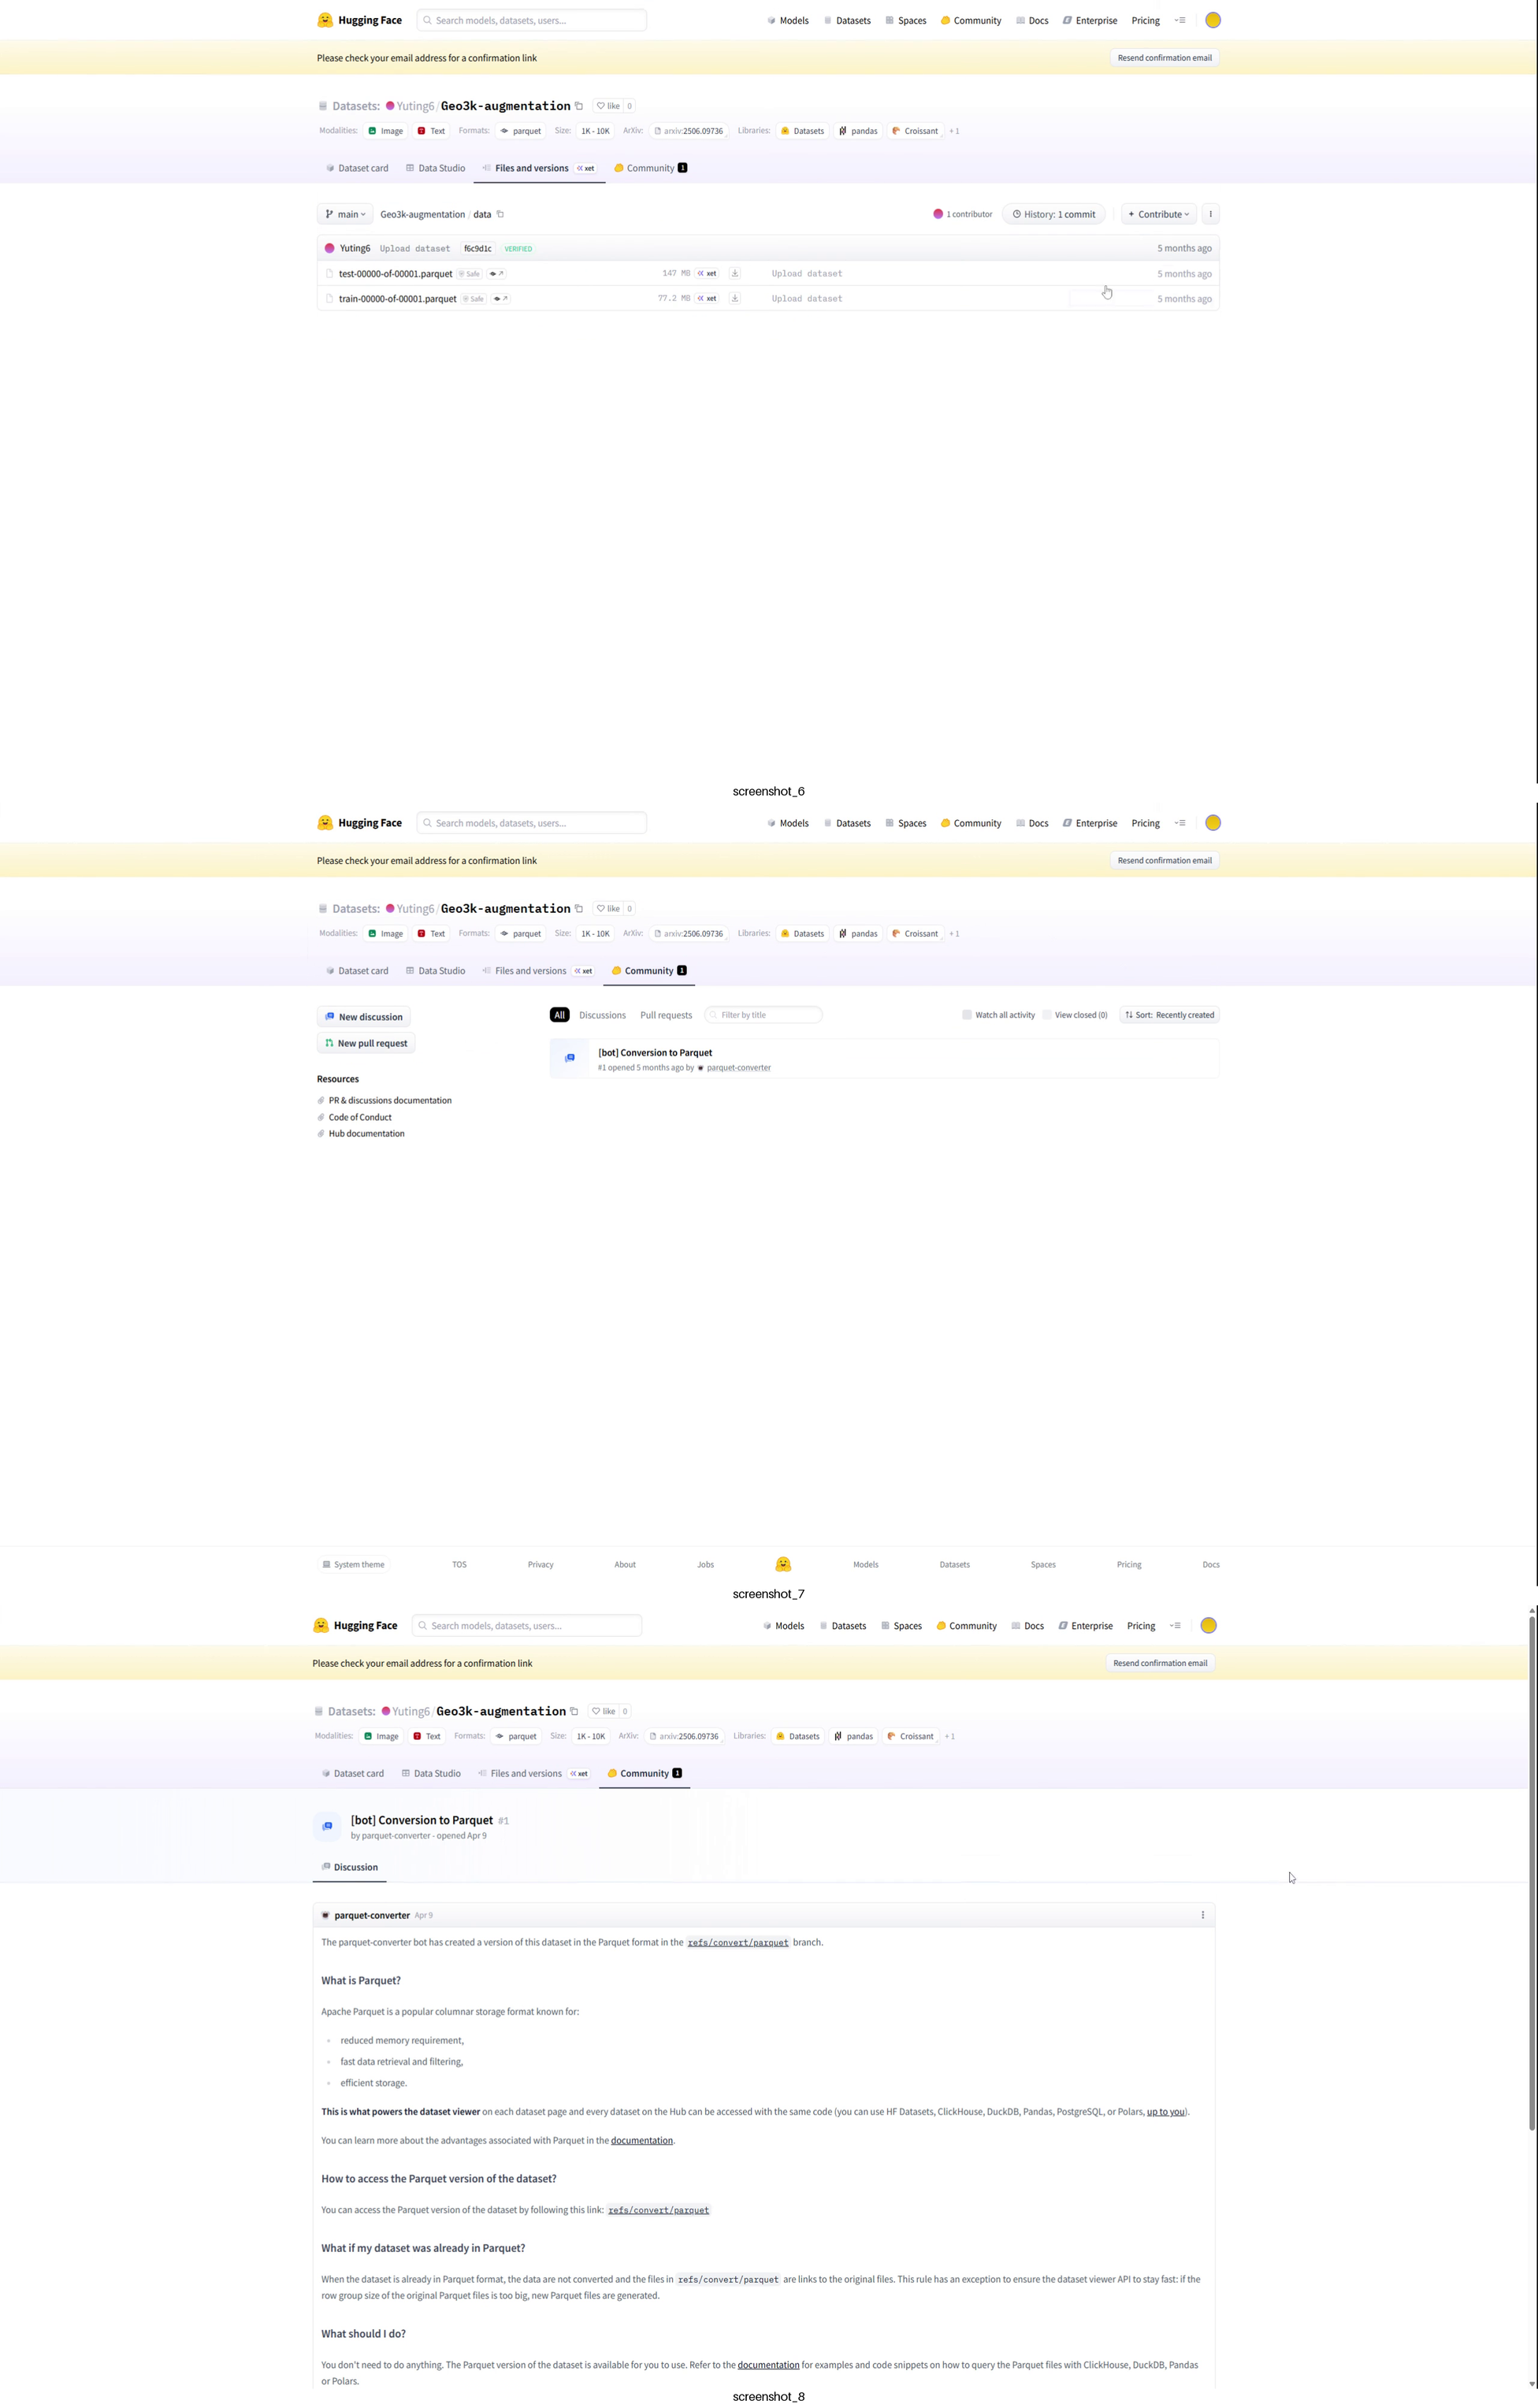 Hugging Face Search models, datasets, users... Models Datasets Spaces Community Docs Enterprise Pricing
Please check your email address for a confirmation link Resend confirmation email
Datasets: Yuting6/Geo3k-augmentation like 0
Modalities: Image Text Formats: parquet Size: 1K - 10K ArXiv: arxiv:2506.09736 Libraries: Datasets pandas Croissant + 1
Dataset card Data Studio Files and versions xet Community 1
main Geo3k-augmentation / data 1 contributor History: 1 commit + Contribute
Yuting6 Upload dataset f6c9d1c VERIFIED 5 months ago
test-00000-of-00001.parquet Safe 147 MB xet Upload dataset 5 months ago
train-00000-of-00001.parquet Safe 77.2 MB xet Upload dataset 5 months ago
screenshot_6
Hugging Face Search models, datasets, users... Models Datasets Spaces Community Docs Enterprise Pricing
Please check your email address for a confirmation link Resend confirmation email
Datasets: Yuting6/Geo3k-augmentation like 0
Modalities: Image Text Formats: parquet Size: 1K - 10K ArXiv: arxiv:2506.09736 Libraries: Datasets pandas Croissant + 1
Dataset card Data Studio Files and versions xet Community 1
New discussion All Discussions Pull requests Filter by title Watch all activity View closed (0) Sort: Recently created
New pull request
[bot] Conversion to Parquet
#1 opened 5 months ago by parquet-converter
Resources
PR & discussions documentation
Code of Conduct
Hub documentation
System theme TOS Privacy About Jobs Models Datasets Spaces Pricing Docs
screenshot_7
Hugging Face Search models, datasets, users... Models Datasets Spaces Community Docs Enterprise Pricing
Please check your email address for a confirmation link Resend confirmation email
Datasets: Yuting6/Geo3k-augmentation like 0
Modalities: Image Text Formats: parquet Size: 1K - 10K ArXiv: arxiv:2506.09736 Libraries: Datasets pandas Croissant + 1
Dataset card Data Studio Files and versions xet Community 1
[bot] Conversion to Parquet #1
by parquet-converter - opened Apr 9
Discussion
parquet-converter Apr 9
The parquet-converter bot has created a version of this dataset in the Parquet format in the refs/convert/parquet branch.
What is Parquet?
Apache Parquet is a popular columnar storage format known for:
reduced memory requirement,
fast data retrieval and filtering,
efficient storage.
This is what powers the dataset viewer on each dataset page and every dataset on the Hub can be accessed with the same code (you can use HF Datasets, ClickHouse, DuckDB, Pandas, PostgreSQL, or Polars, up to you).
You can learn more about the advantages associated with Parquet in the documentation.
How to access the Parquet version of the dataset?
You can access the Parquet version of the dataset by following this link: refs/convert/parquet
What if my dataset was already in Parquet?
When the dataset is already in Parquet format, the data are not converted and the files in refs/convert/parquet are links to the original files. This rule has an exception to ensure the dataset viewer API to stay fast: if the
row group size of the original Parquet files is too big, new Parquet files are generated.
What should I do?
You don't need to do anything. The Parquet version of the dataset is available for you to use. Refer to the documentation for examples and code snippets on how to query the Parquet files with ClickHouse, DuckDB, Pandas
or Polars.
screenshot_8